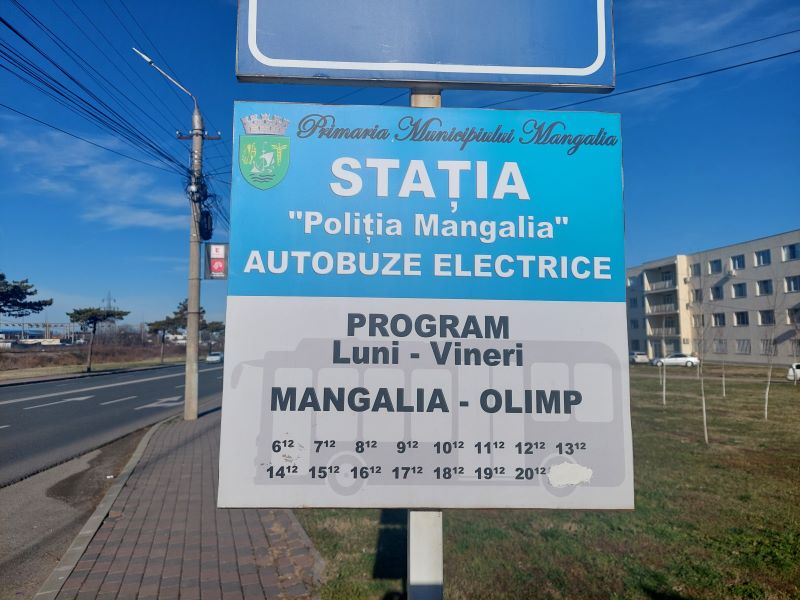 Primaria Municipiului Mangalia
STAȚIA
"Poliția Mangalia"
AUTOBUZE ELECTRICE
PROGRAM
Luni - Vineri
MANGALIA - OLIMP
6¹² 7¹² 8¹² 9¹² 10¹² 11¹² 12¹² 13¹²
14¹² 15¹² 16¹² 17¹² 18¹² 19¹² 20¹²